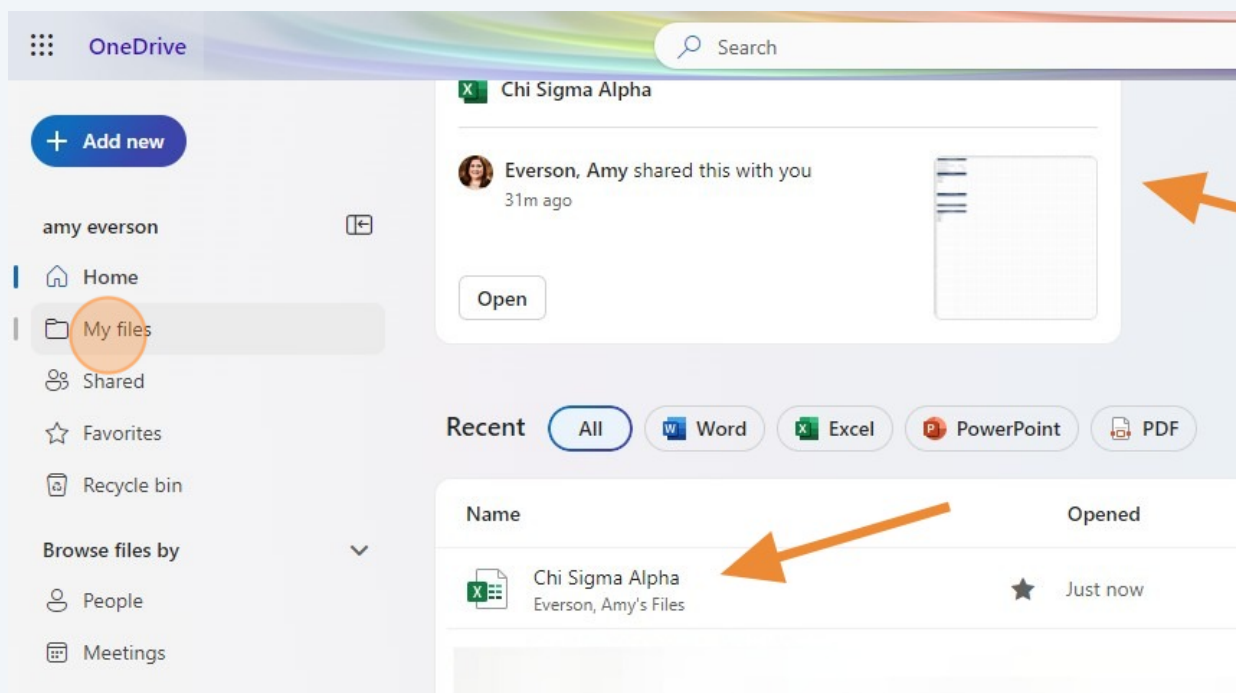 OneDrive
Search
Add new
amy everson
Home
My files
Shared
Favorites
Recycle bin
Browse files by
People
Meetings
Chi Sigma Alpha
Everson, Amy shared this with you
31m ago
Open
Recent All Word Excel PowerPoint PDF
Name Opened
Chi Sigma Alpha Just now
Everson, Amy's Files